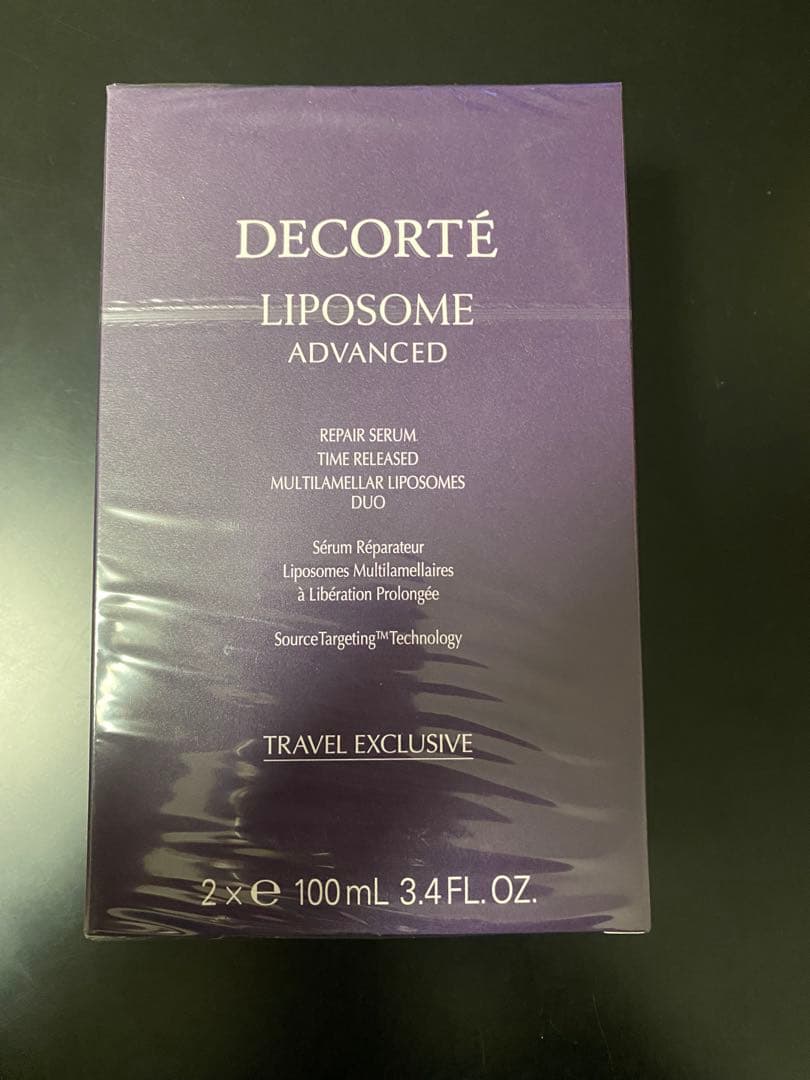 DECORTÉ
LIPOSOME
ADVANCED
REPAIR SERUM
TIME RELEASED
MULTILAMELLAR LIPOSOMES
DUO
Sérum Réparateur
Liposomes Multilamellaires
à Libération Prolongée
SourceTargeting™Technology
TRAVEL EXCLUSIVE
2 x ℮ 100 mL 3.4 FL. OZ.